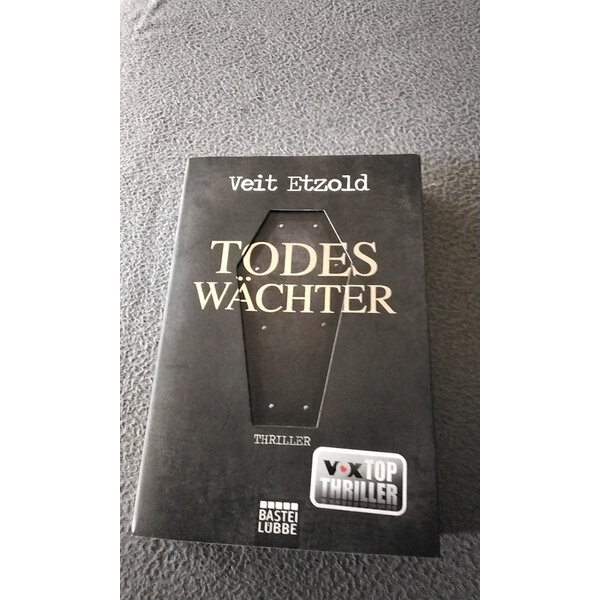 Veit Etzold
TODES
WÄCHTER
THRILLER
VOX TOP
THRILLER
BASTEI
LÜBBE